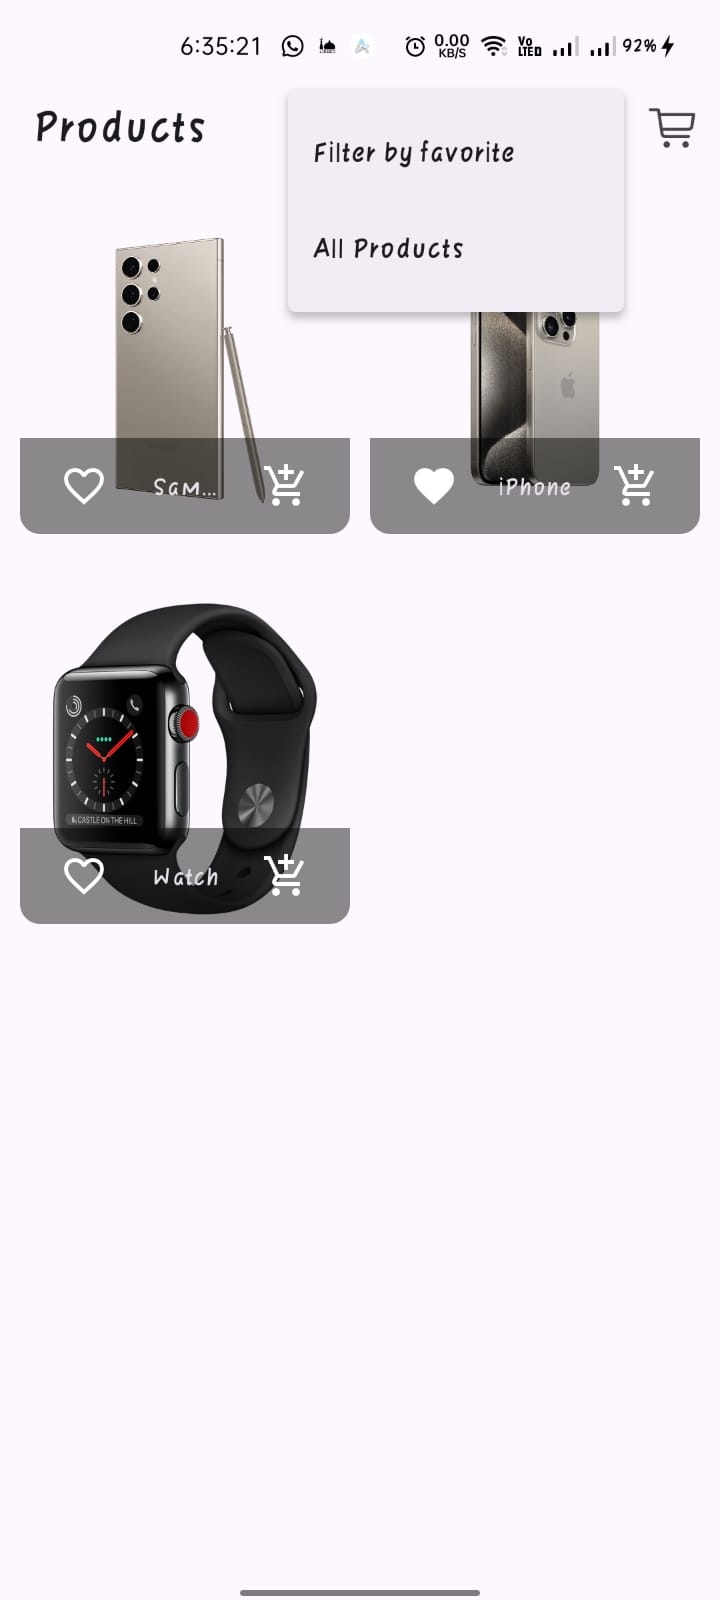 6:35:21 0.00 KB/S Vo LTED 92%
Products
Filter by favorite
All Products
Sam...
iPhone
CASTLE ON THE HILL
Watch